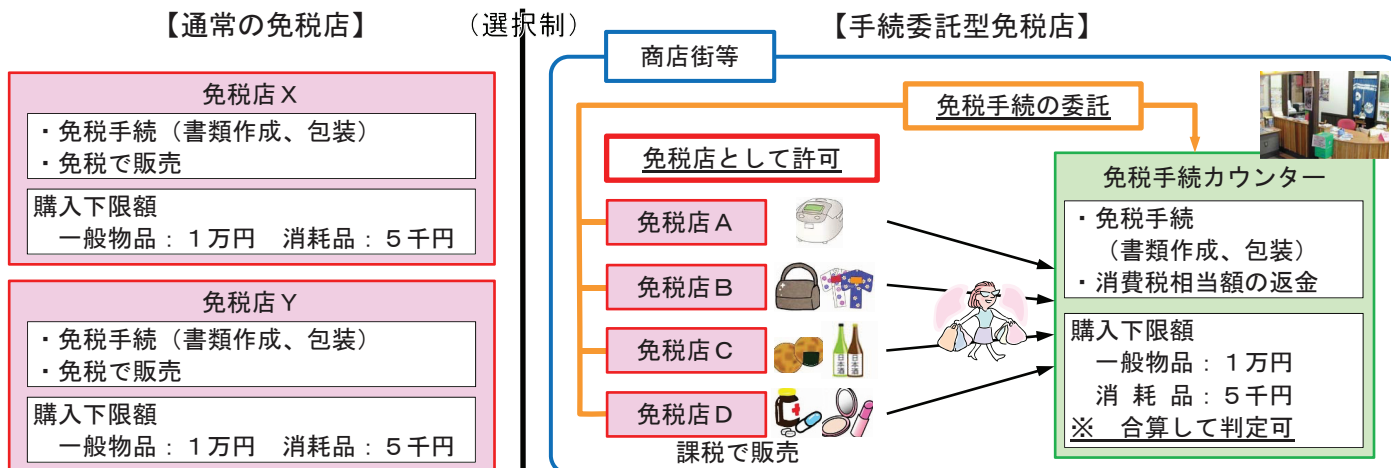 【通常の免税店】
（選択制）
【手続委託型免税店】
免税店Ｘ
・免税手続（書類作成、包装）
・免税で販売
購入下限額
一般物品：１万円　消耗品：５千円
免税店Ｙ
・免税手続（書類作成、包装）
・免税で販売
購入下限額
一般物品：１万円　消耗品：５千円
商店街等
免税手続の委託
免税店として許可
免税店Ａ
免税店Ｂ
免税店Ｃ
日本酒
日本酒
免税店Ｄ
課税で販売
免税手続カウンター
・免税手続
（書類作成、包装）
・消費税相当額の返金
購入下限額
一般物品：１万円
消 耗 品：５千円
※　合算して判定可